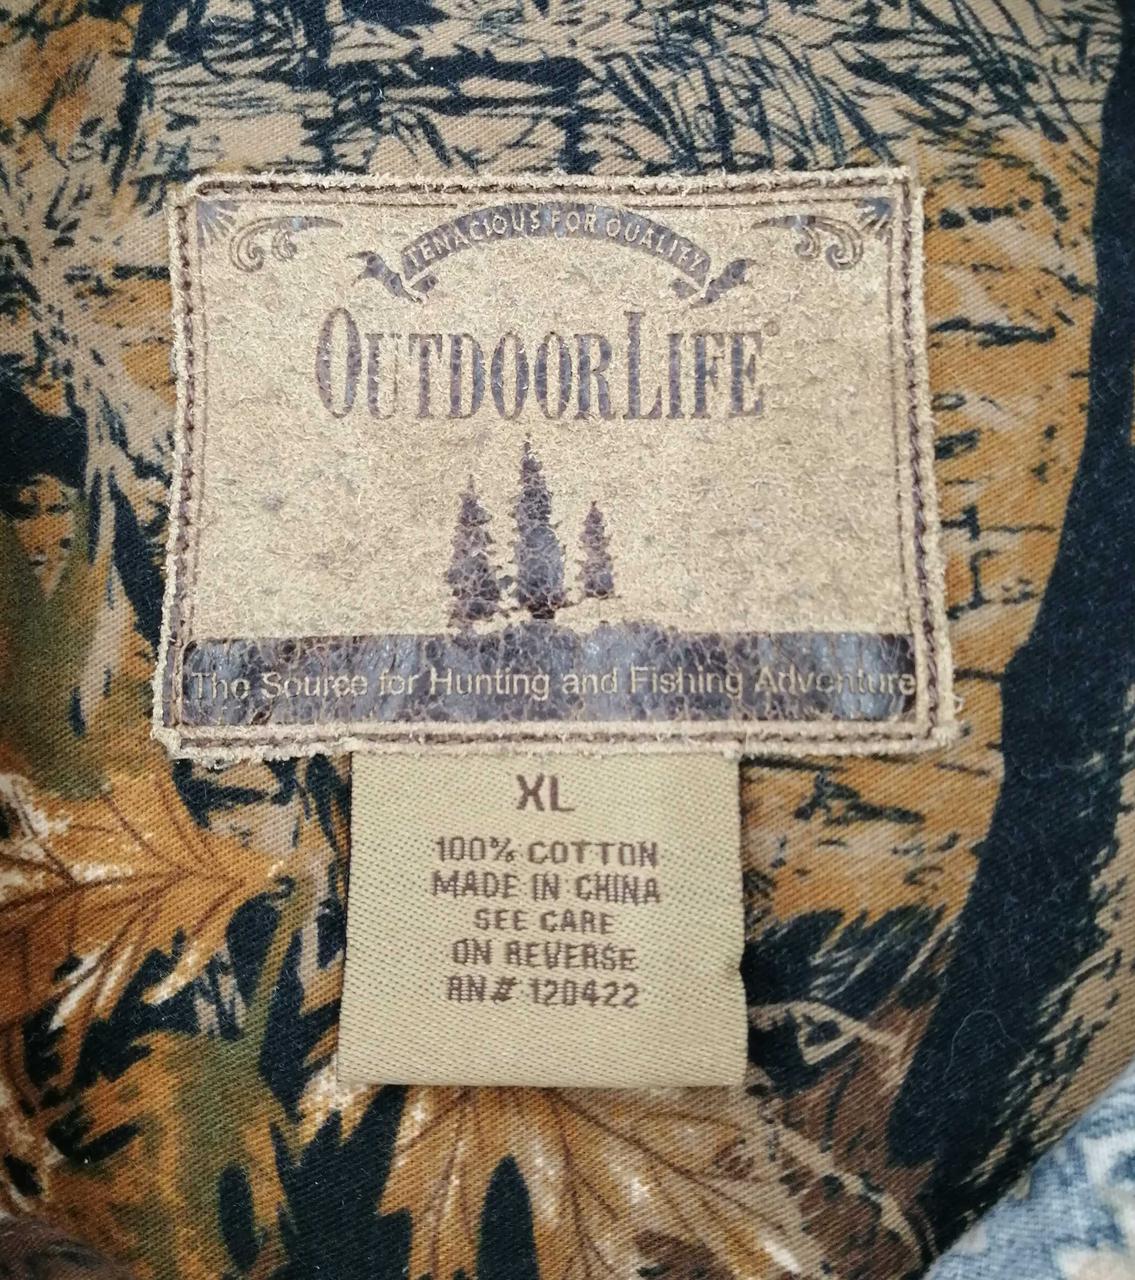 TENACIOUS FOR QUALITY
OUTDOORLIFE®
The Source for Hunting and Fishing Adventure
XL
100% COTTON
MADE IN CHINA
SEE CARE
ON REVERSE
RN# 120422